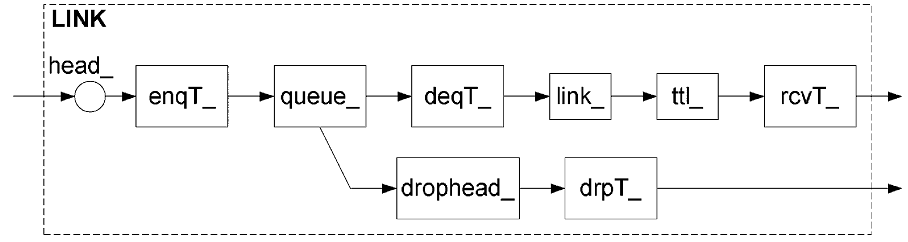 LINK
head_
enqT_
queue_
deqT_
link_
ttl_
rcvT_
drophead_
drpT_